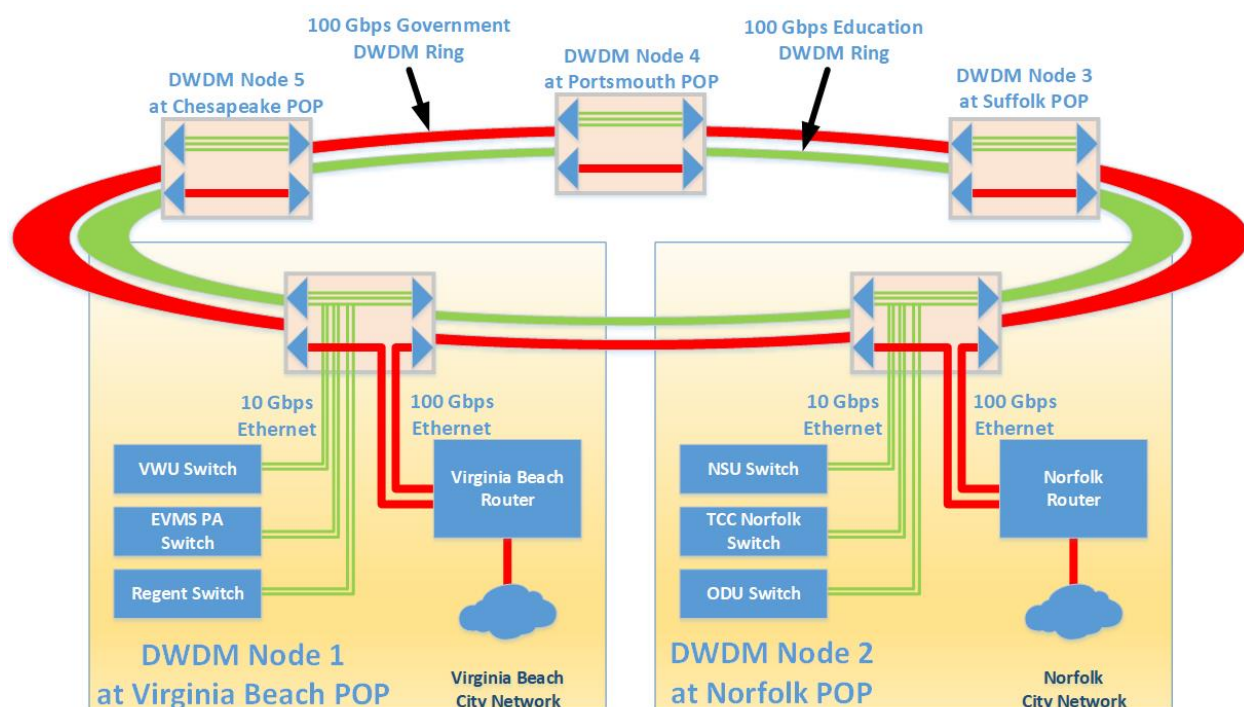 100 Gbps Government
DWDM Ring
100 Gbps Education
DWDM Ring
DWDM Node 5
at Chesapeake POP
DWDM Node 4
at Portsmouth POP
DWDM Node 3
at Suffolk POP
10 Gbps
Ethernet
100 Gbps
Ethernet
VWU Switch
EVMS PA
Switch
Regent Switch
Virginia Beach
Router
DWDM Node 1
at Virginia Beach POP
Virginia Beach
City Network
10 Gbps
Ethernet
100 Gbps
Ethernet
NSU Switch
TCC Norfolk
Switch
ODU Switch
Norfolk
Router
DWDM Node 2
at Norfolk POP
Norfolk
City Network